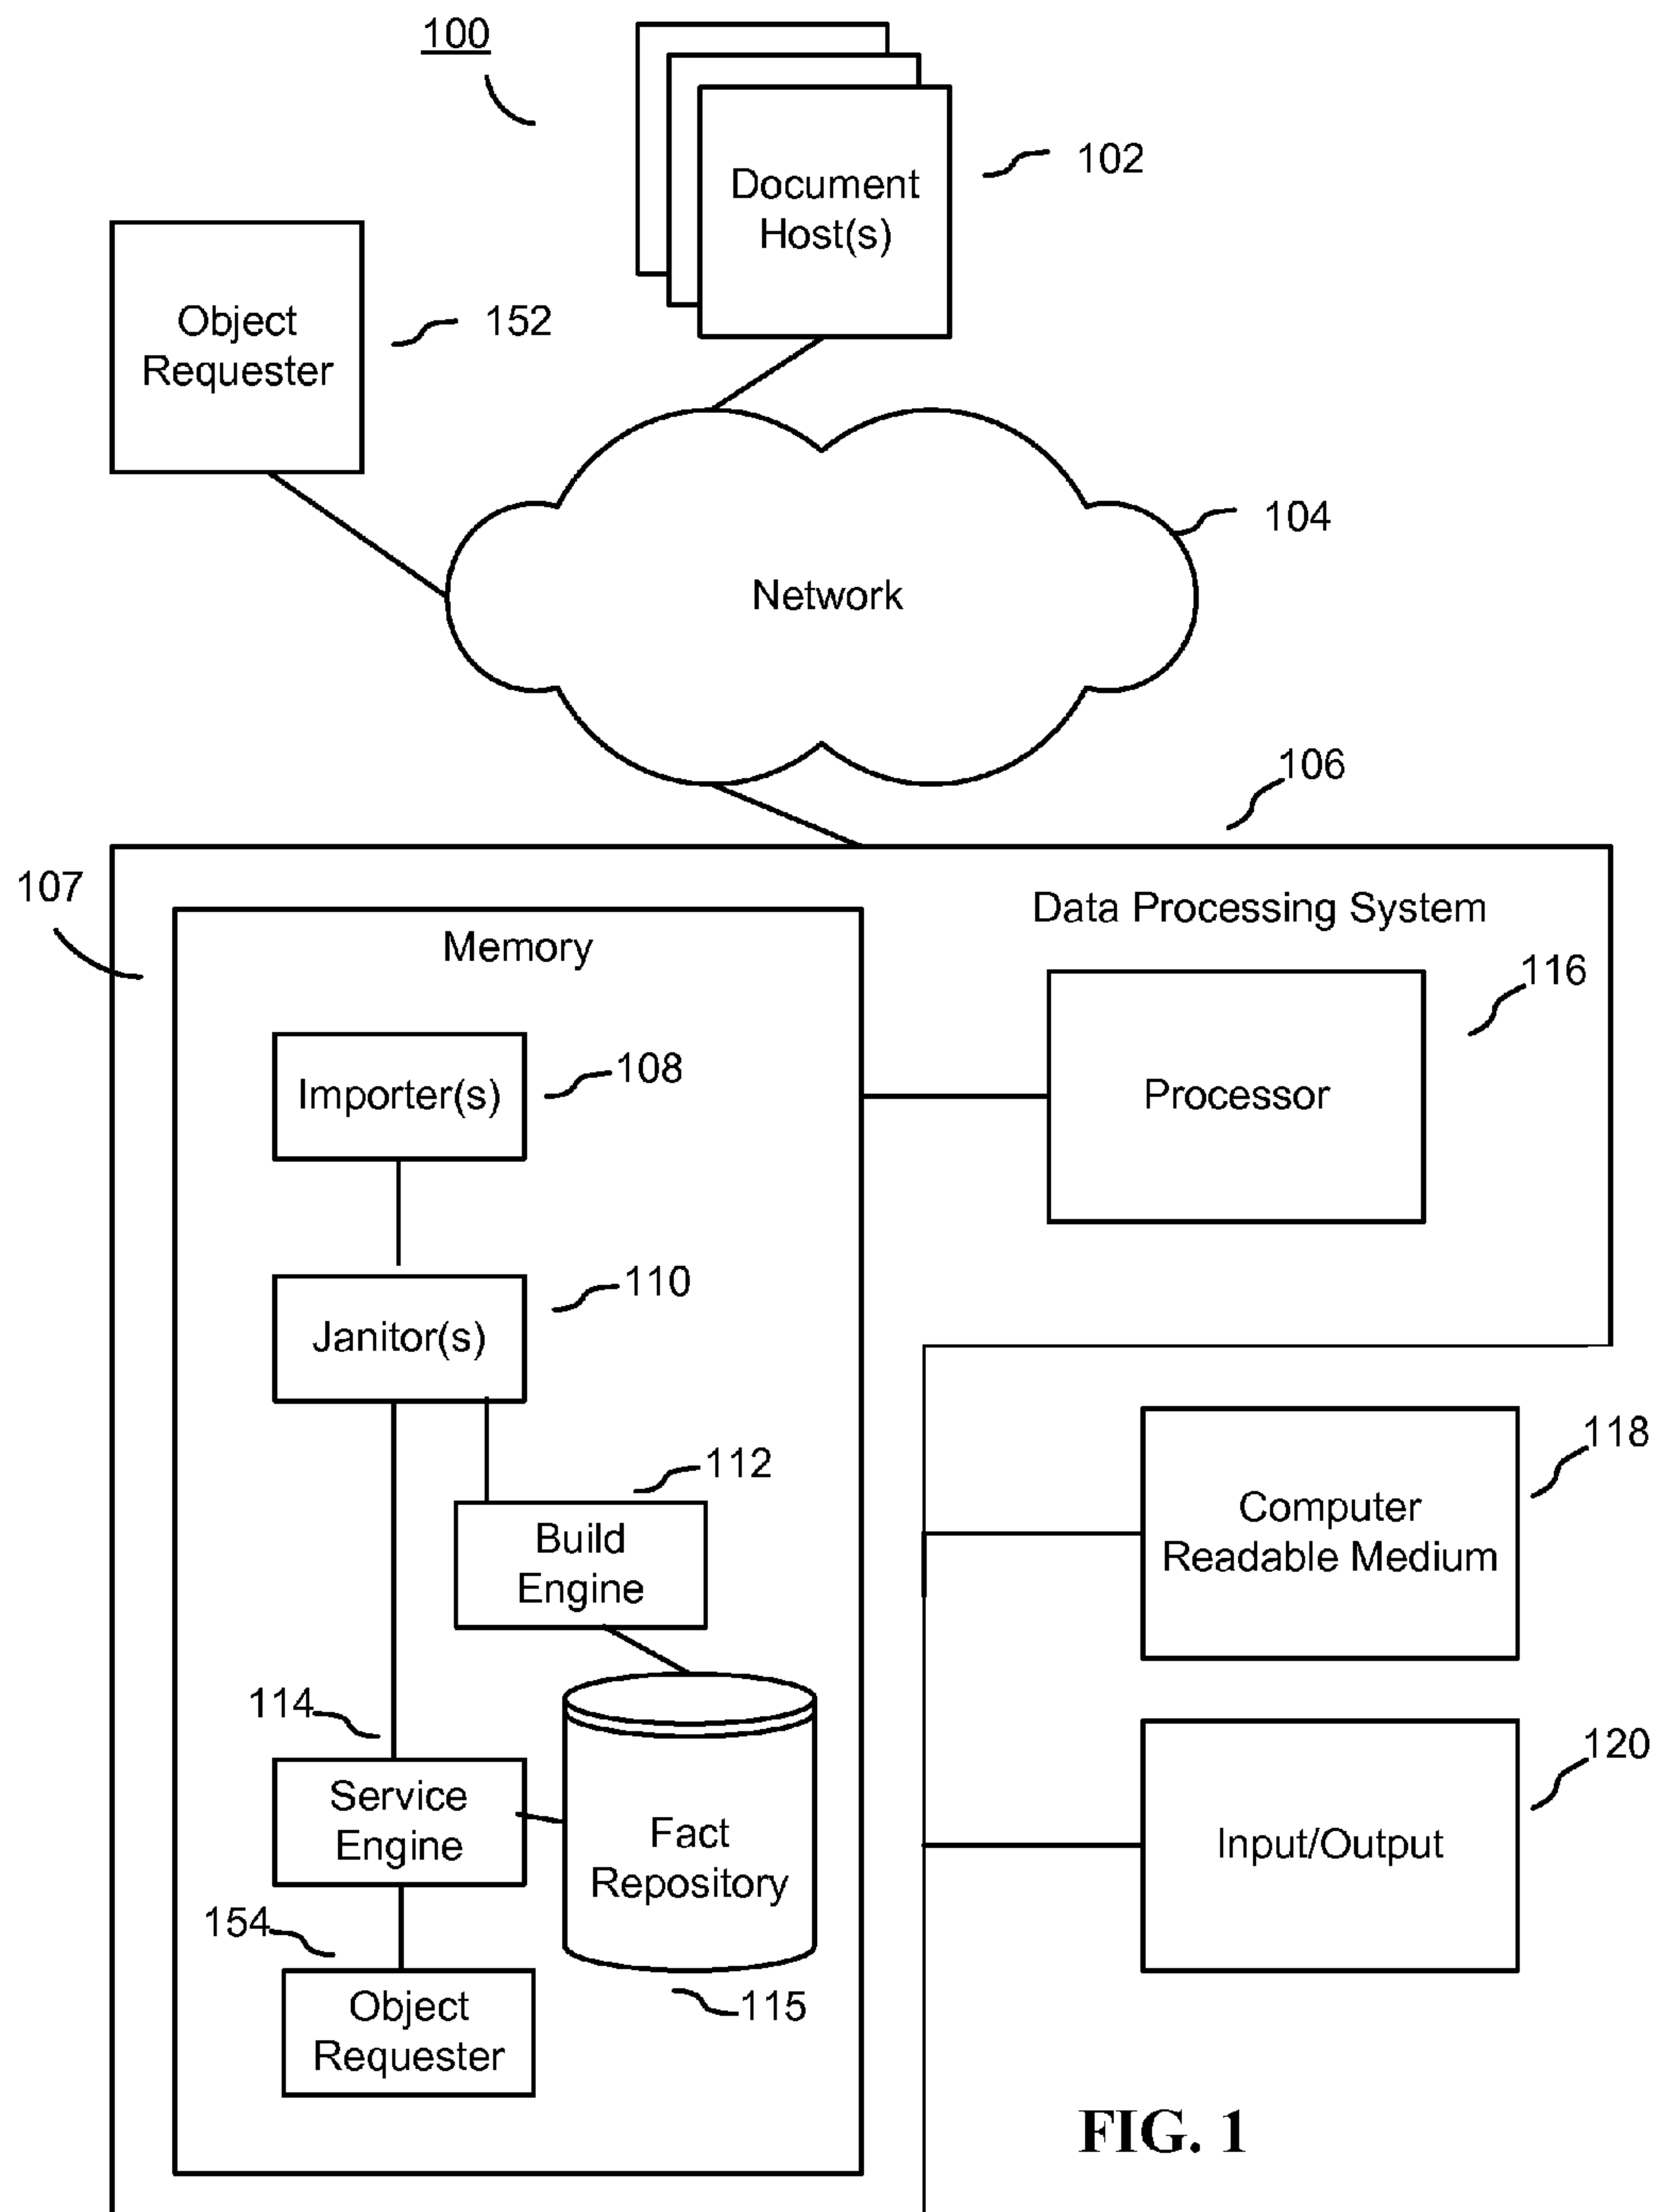 100
Document
Host(s)
102
Object
Requester
152
104
Network
106
107
Data Processing System
Memory
116
Importer(s)
108
Processor
110
Janitor(s)
112
118
Build
Engine
Computer
Readable Medium
114
120
Service
Engine
Fact
Repository
Input/Output
154
115
Object
Requester
FIG. 1